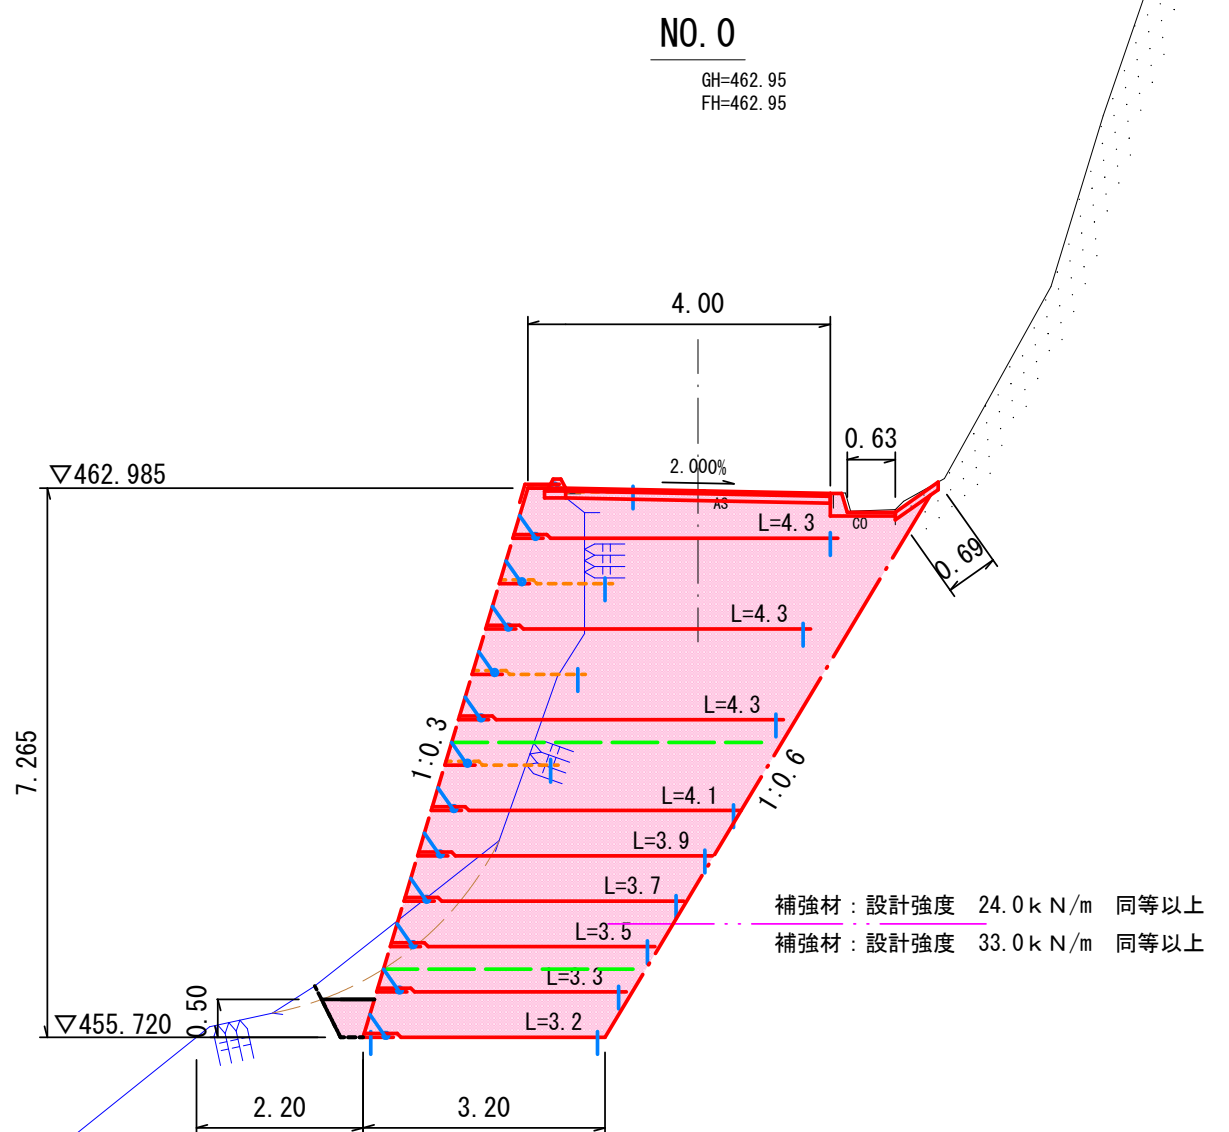 NO.0
GH=462.95
FH=462.95
4.00
0.63
▽462.985
2.000%
AS
CO
L=4.3
0.69
L=4.3
L=4.3
1:0.3
1:0.6
7.265
L=4.1
L=3.9
L=3.7
補強材：設計強度 24.0kN/m 同等以上
L=3.5
補強材：設計強度 33.0kN/m 同等以上
L=3.3
0.50
▽455.720
L=3.2
2.20
3.20